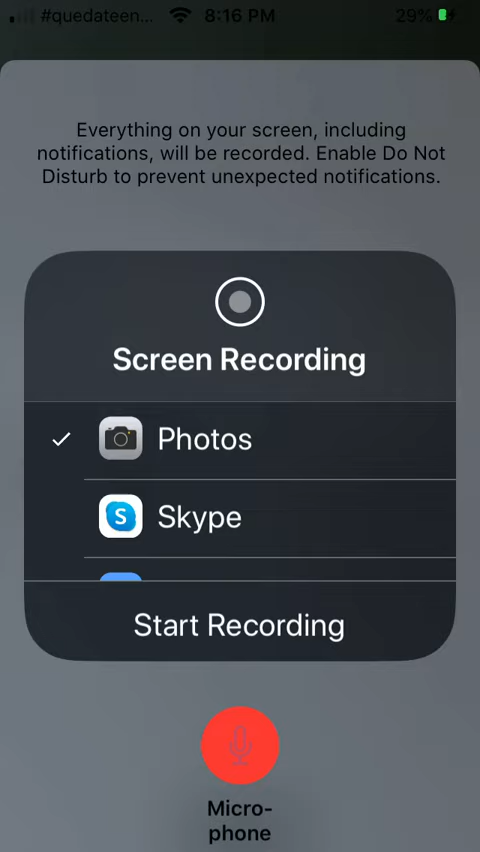 #quedateen... 8:16 PM 29%
Everything on your screen, including
notifications, will be recorded. Enable Do Not
Disturb to prevent unexpected notifications.
Screen Recording
Photos
S Skype
Start Recording
Micro-
phone